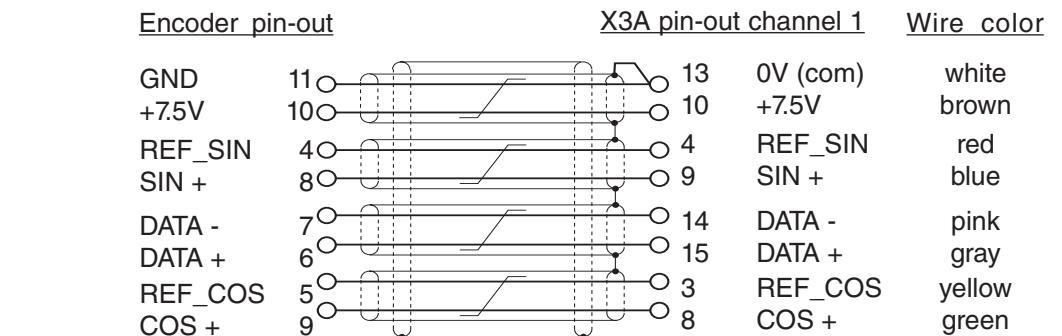 Encoder pin-out X3A pin-out channel 1 Wire color
GND 11 13 0V (com) white
+7.5V 10 10 +7.5V brown
REF_SIN 4 4 REF_SIN red
SIN + 8 9 SIN + blue
DATA - 7 14 DATA - pink
DATA + 6 15 DATA + gray
REF_COS 5 3 REF_COS yellow
COS + 9 8 COS + green